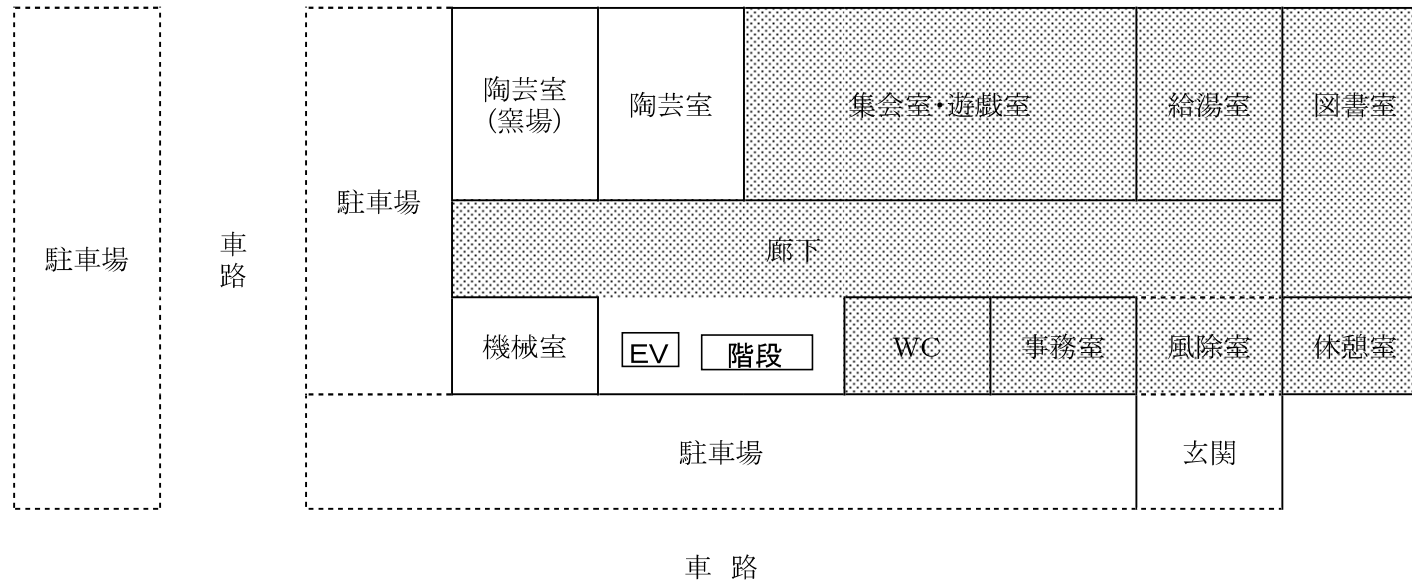 陶芸室
(窯場)
陶芸室
集会室・遊戯室
給湯室
図書室
駐車場
駐車場
車
路
廊下
機械室
EV
階段
WC
事務室
風除室
休憩室
駐車場
玄関
車 路